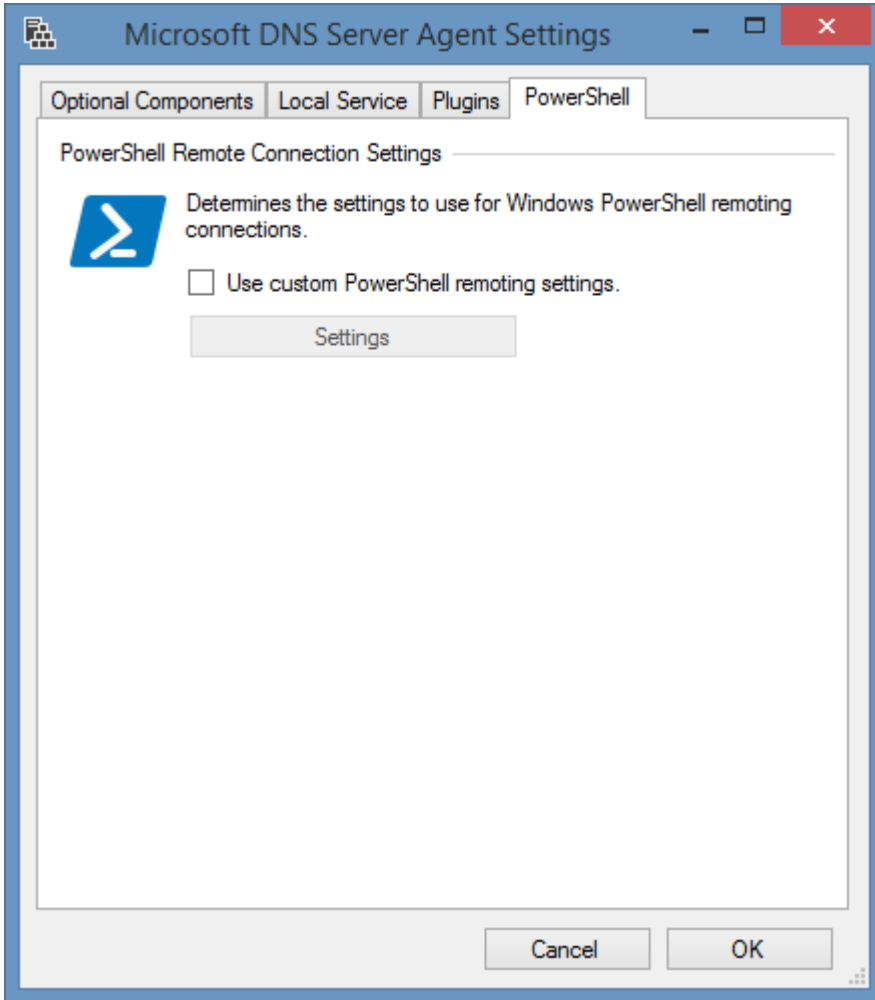 Microsoft DNS Server Agent Settings
Optional Components
Local Service
Plugins
PowerShell
PowerShell Remote Connection Settings
Determines the settings to use for Windows PowerShell remoting
connections.
Use custom PowerShell remoting settings.
Settings
Cancel
OK